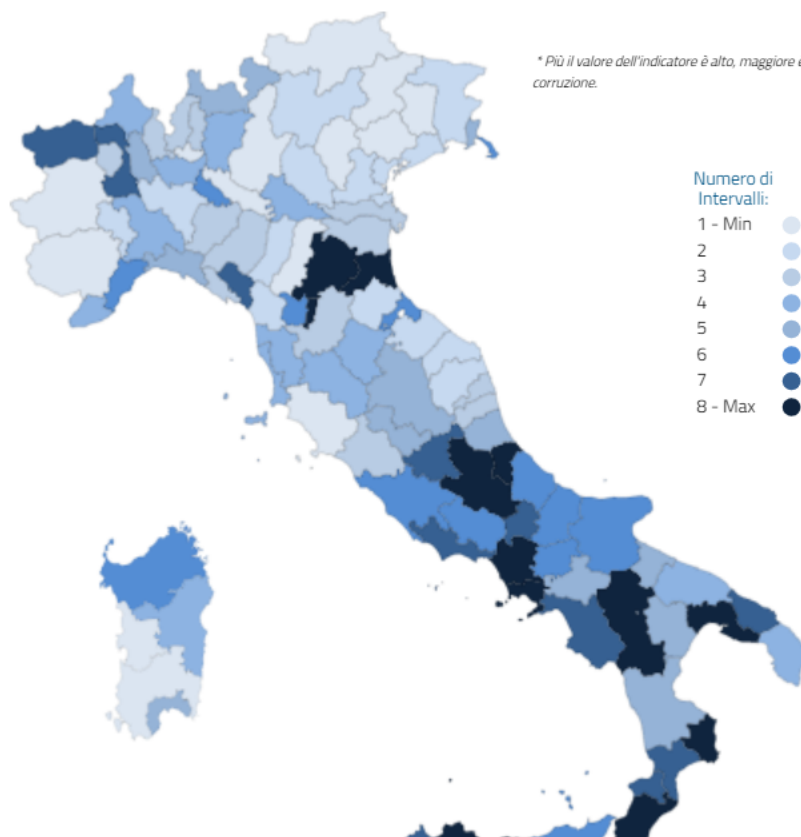 * Più il valore dell'indicatore è alto, maggiore è
corruzione.
Numero di
Intervalli:
1 - Min
2
3
4
5
6
7
8 - Max